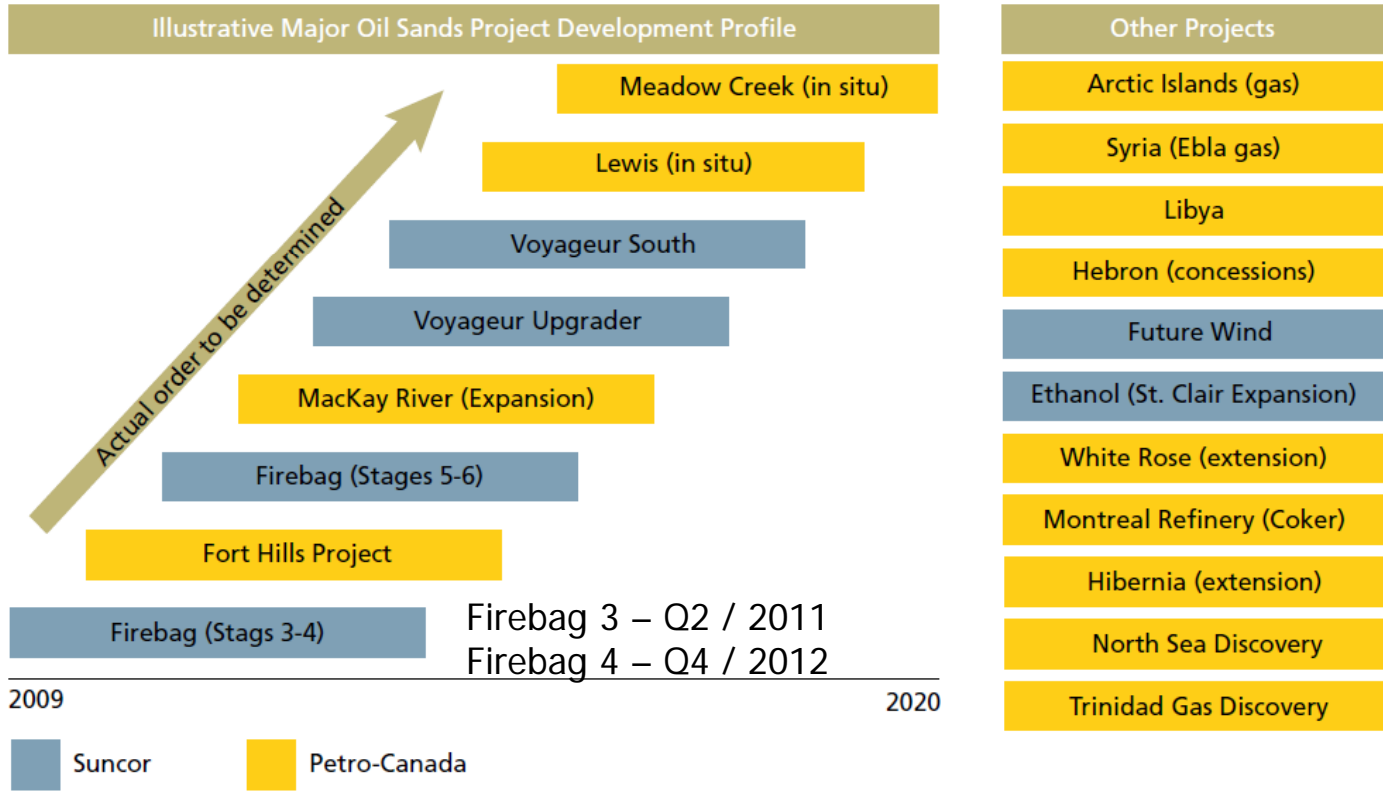 Illustrative Major Oil Sands Project Development Profile
Meadow Creek (in situ)
Lewis (in situ)
Voyageur South
Voyageur Upgrader
MacKay River (Expansion)
Firebag (Stages 5-6)
Fort Hills Project
Firebag (Stags 3-4)
Actual order to be determined
Firebag 3 – Q2 / 2011
Firebag 4 – Q4 / 2012
2009
2020
Suncor
Petro-Canada
Other Projects
Arctic Islands (gas)
Syria (Ebla gas)
Libya
Hebron (concessions)
Future Wind
Ethanol (St. Clair Expansion)
White Rose (extension)
Montreal Refinery (Coker)
Hibernia (extension)
North Sea Discovery
Trinidad Gas Discovery